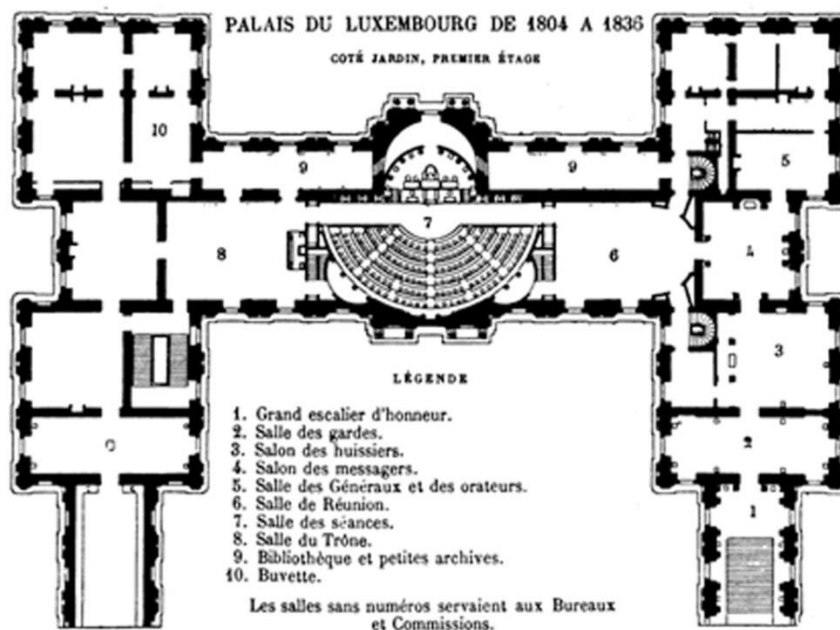 PALAIS DU LUXEMBOURG DE 1804 A 1836
COTÉ JARDIN, PREMIER ÉTAGE
10
9
9
5
7
8
6
4
3
2
1
LÉGENDE
1. Grand escalier d'honneur.
2. Salle des gardes.
3. Salon des huissiers.
4. Salon des messagers.
5. Salle des Généraux et des orateurs.
6. Salle de Réunion.
7. Salle des séances.
8. Salle du Trône.
9. Bibliothèque et petites archives.
10. Buvette.
Les salles sans numéros servaient aux Bureaux
et Commissions.